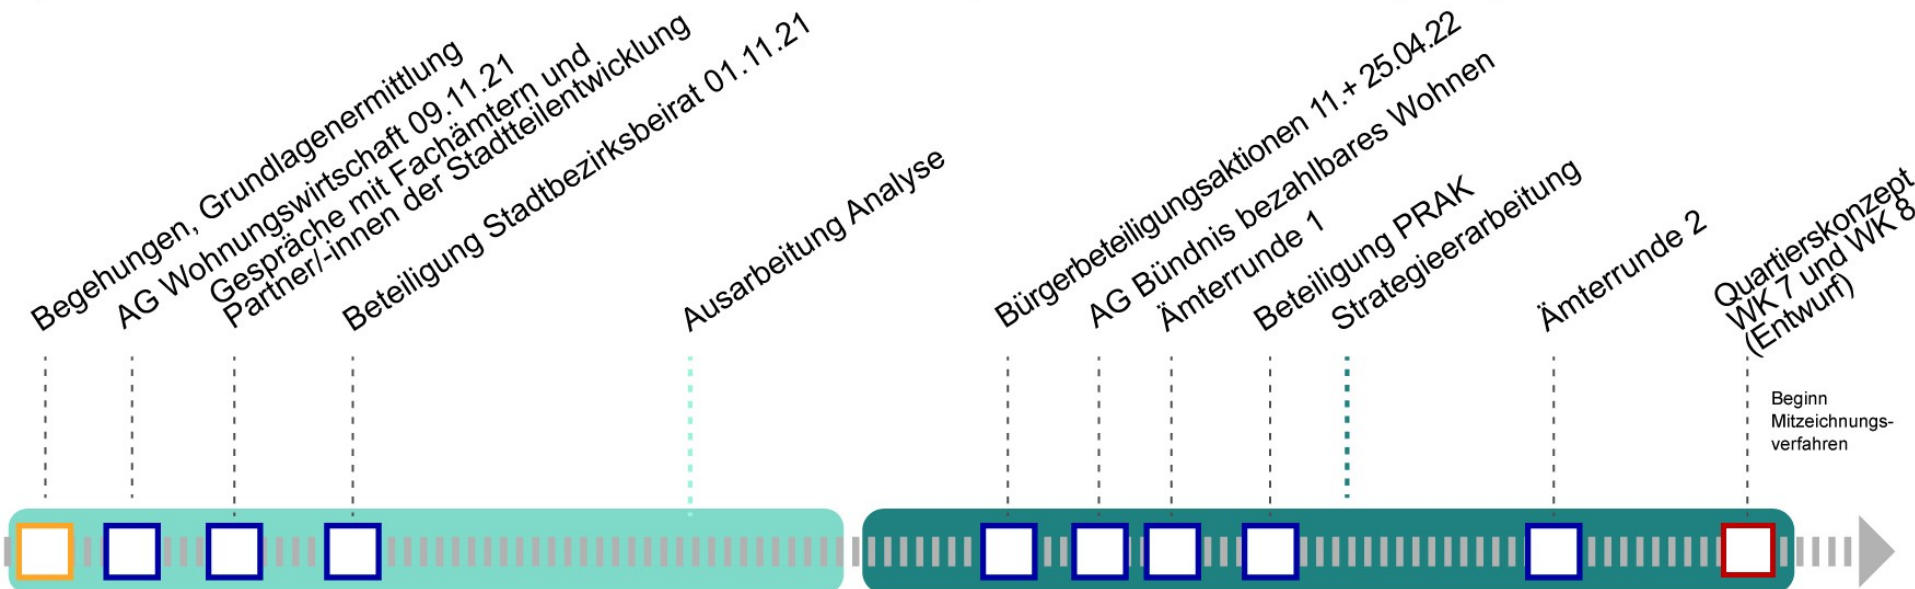 Begehungen, Grundlagenermittlung
AG Wohnungswirtschaft 09.11.21
Gespräche mit Fachämtern und
Partner/-innen der Stadtteilentwicklung
Beteiligung Stadtbezirksbeirat 01.11.21
Ausarbeitung Analyse
Bürgerbeteiligungsaktionen 11.+ 25.04.22
AG Bündnis bezahlbares Wohnen
Ämterrunde 1
Beteiligung PRAK
Strategieerarbeitung
Ämterrunde 2
Quartierskonzept
WK 7 und WK 8
(Entwurf)
Beginn
Mitzeichnungs-
verfahren